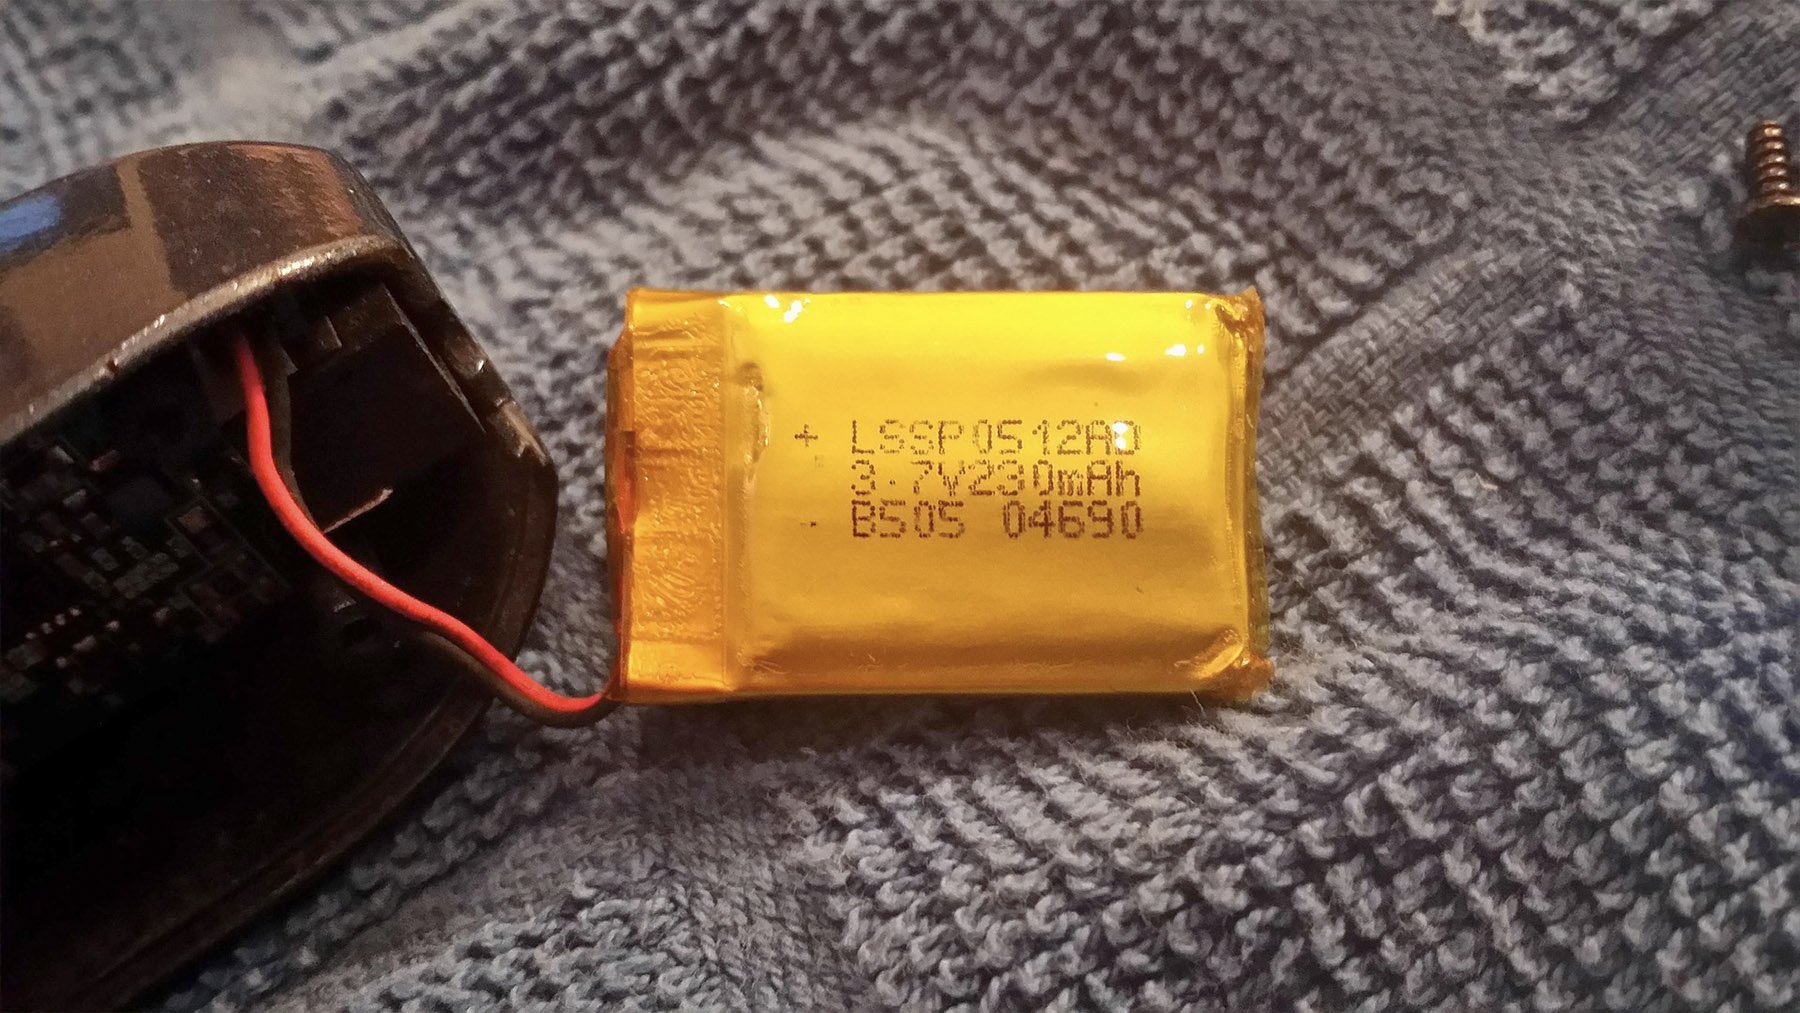 + LSSP0512AD
3.7V230mAh
- B505 04690